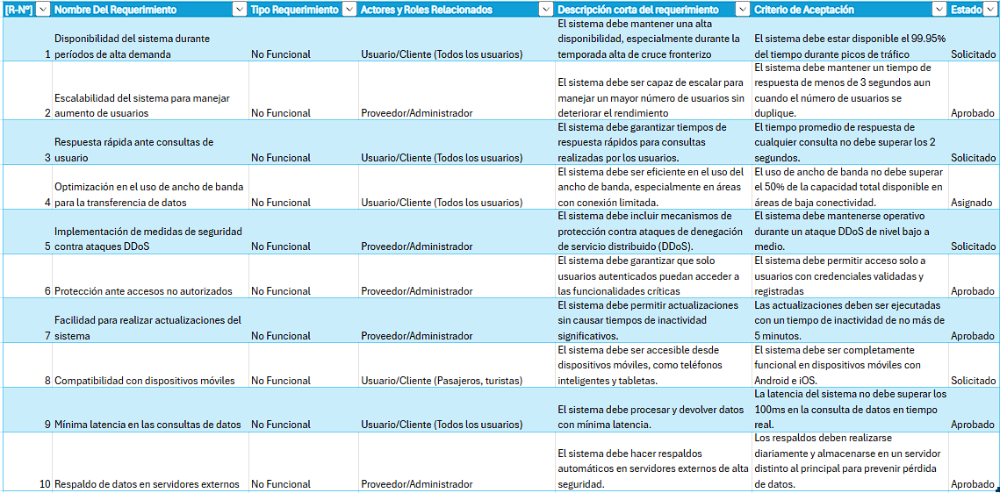 [R-Nº] Nombre Del Requerimiento Tipo Requerimiento Actores y Roles Relacionados Descripción corta del requerimiento Criterio de Aceptación Estado
1 Disponibilidad del sistema durante
períodos de alta demanda
No Funcional
Usuario/Cliente (Todos los usuarios)
El sistema debe mantener una alta
disponibilidad, especialmente durante la
temporada alta de cruce fronterizo
El sistema debe estar disponible el 99.95%
del tiempo durante picos de tráfico
Solicitado
2 Escalabilidad del sistema para manejar
aumento de usuarios
No Funcional
Proveedor/Administrador
El sistema debe ser capaz de escalar para
manejar un mayor número de usuarios sin
deteriorar el rendimiento
El sistema debe mantener un tiempo de
respuesta de menos de 3 segundos aun
cuando el número de usuarios se
duplique.
Aprobado
3 Respuesta rápida ante consultas de
usuario
No Funcional
Usuario/Cliente (Todos los usuarios)
El sistema debe garantizar tiempos de
respuesta rápidos para consultas
realizadas por los usuarios.
El tiempo promedio de respuesta de
cualquier consulta no debe superar los 2
segundos.
Solicitado
4 Optimización en el uso de ancho de banda
para la transferencia de datos
No Funcional
Usuario/Cliente (Todos los usuarios)
El sistema debe ser eficiente en el uso del
ancho de banda, especialmente en áreas
con conexión limitada.
El uso de ancho de banda no debe superar
el 50% de la capacidad total disponible en
áreas de baja conectividad.
Asignado
5 Implementación de medidas de seguridad
contra ataques DDoS
No Funcional
Proveedor/Administrador
El sistema debe incluir mecanismos de
protección contra ataques de denegación
de servicio distribuido (DDoS).
El sistema debe mantenerse operativo
durante un ataque DDoS de nivel bajo a
medio.
Solicitado
6 Protección ante accesos no autorizados
No Funcional
Proveedor/Administrador
El sistema debe garantizar que solo
usuarios autenticados puedan acceder a
las funcionalidades críticas
El sistema debe permitir acceso solo a
usuarios con credenciales validadas y
registradas
Aprobado
7 Facilidad para realizar actualizaciones del
sistema
No Funcional
Proveedor/Administrador
El sistema debe permitir actualizaciones
sin causar tiempos de inactividad
significativos.
Las actualizaciones deben ser ejecutadas
con un tiempo de inactividad de no más de
5 minutos.
Aprobado
8 Compatibilidad con dispositivos móviles
No Funcional
Usuario/Cliente (Pasajeros, turistas)
El sistema debe ser accesible desde
dispositivos móviles, como teléfonos
inteligentes y tabletas.
El sistema debe ser completamente
funcional en dispositivos móviles con
Android e iOS.
Solicitado
9 Mínima latencia en las consultas de datos
No Funcional
Usuario/Cliente (Todos los usuarios)
El sistema debe procesar y devolver datos
con mínima latencia.
La latencia del sistema no debe superar los
100ms en la consulta de datos en tiempo
real.
Aprobado
10 Respaldo de datos en servidores externos
No Funcional
Proveedor/Administrador
El sistema debe hacer respaldos
automáticos en servidores externos de alta
seguridad.
Los respaldos deben realizarse
diariamente y almacenarse en un servidor
distinto al principal para prevenir pérdida
de datos.
Aprobado